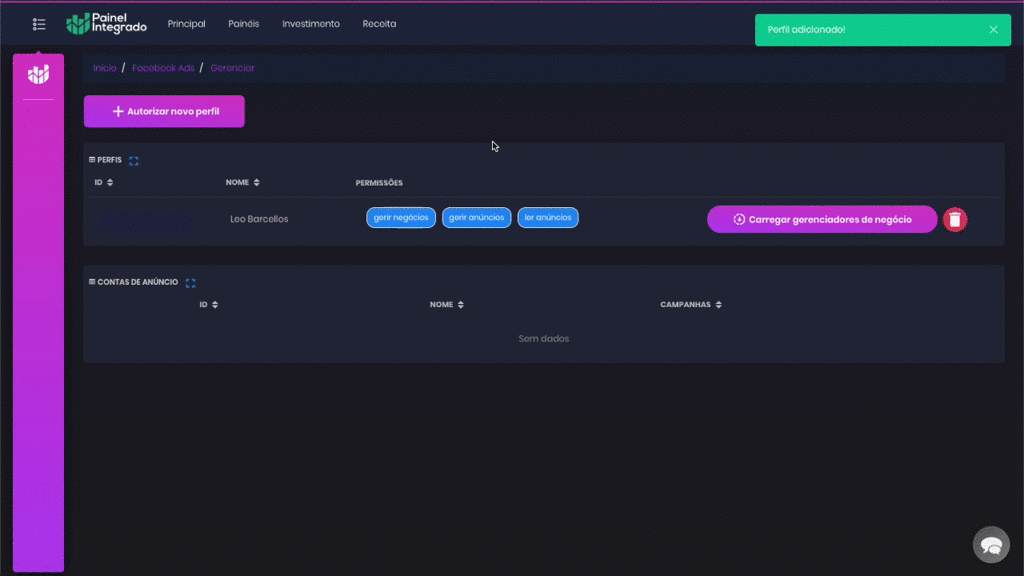 Painel
Integrado
Principal
Painéis
Investimento
Receita
Perfil adicionado!
Início / Facebook Ads / Gerenciar
Autorizar novo perfil
PERFIS
ID
NOME
PERMISSÕES
Leo Barcellos
gerir negócios
gerir anúncios
ler anúncios
Carregar gerenciadores de negócio
CONTAS DE ANÚNCIO
ID
NOME
CAMPANHAS
Sem dados